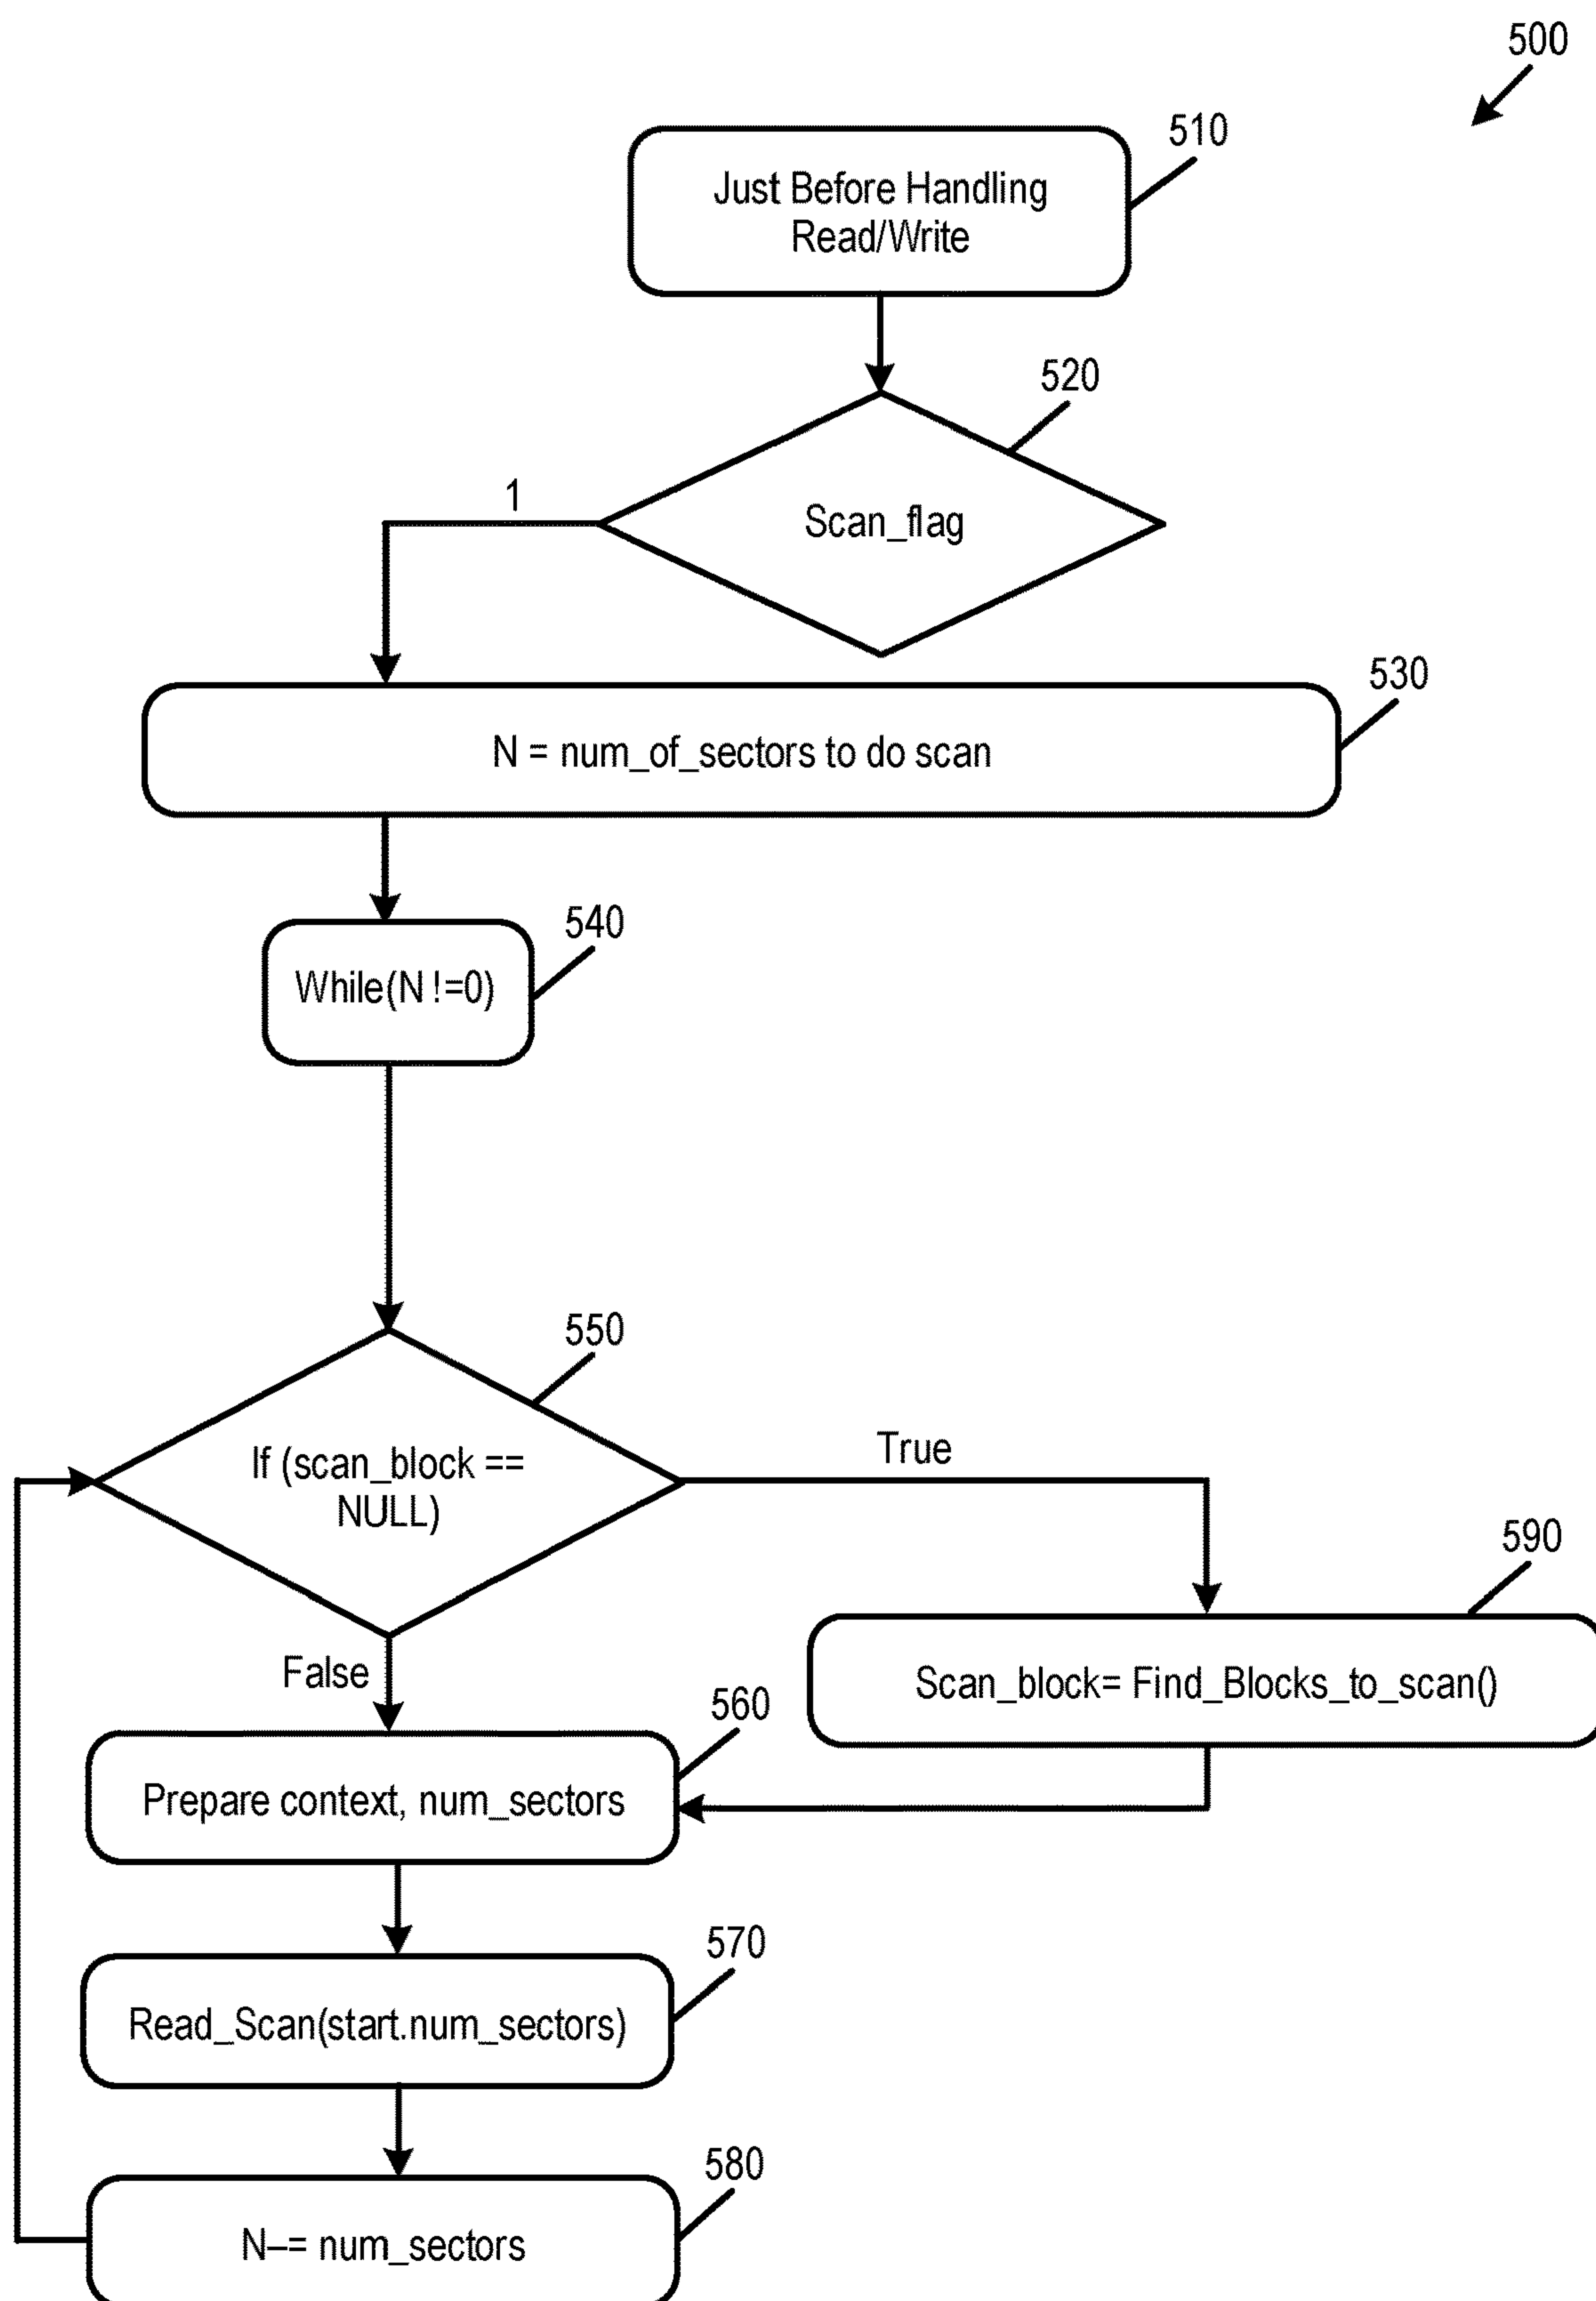 500
510
Just Before Handling
Read/Write
520
Scan_flag
1
530
N = num_of_sectors to do scan
540
While(N !=0)
550
If (scan_block ==
NULL)
True
False
590
Scan_block= Find_Blocks_to_scan()
560
Prepare context, num_sectors
570
Read_Scan(start.num_sectors)
580
N–= num_sectors